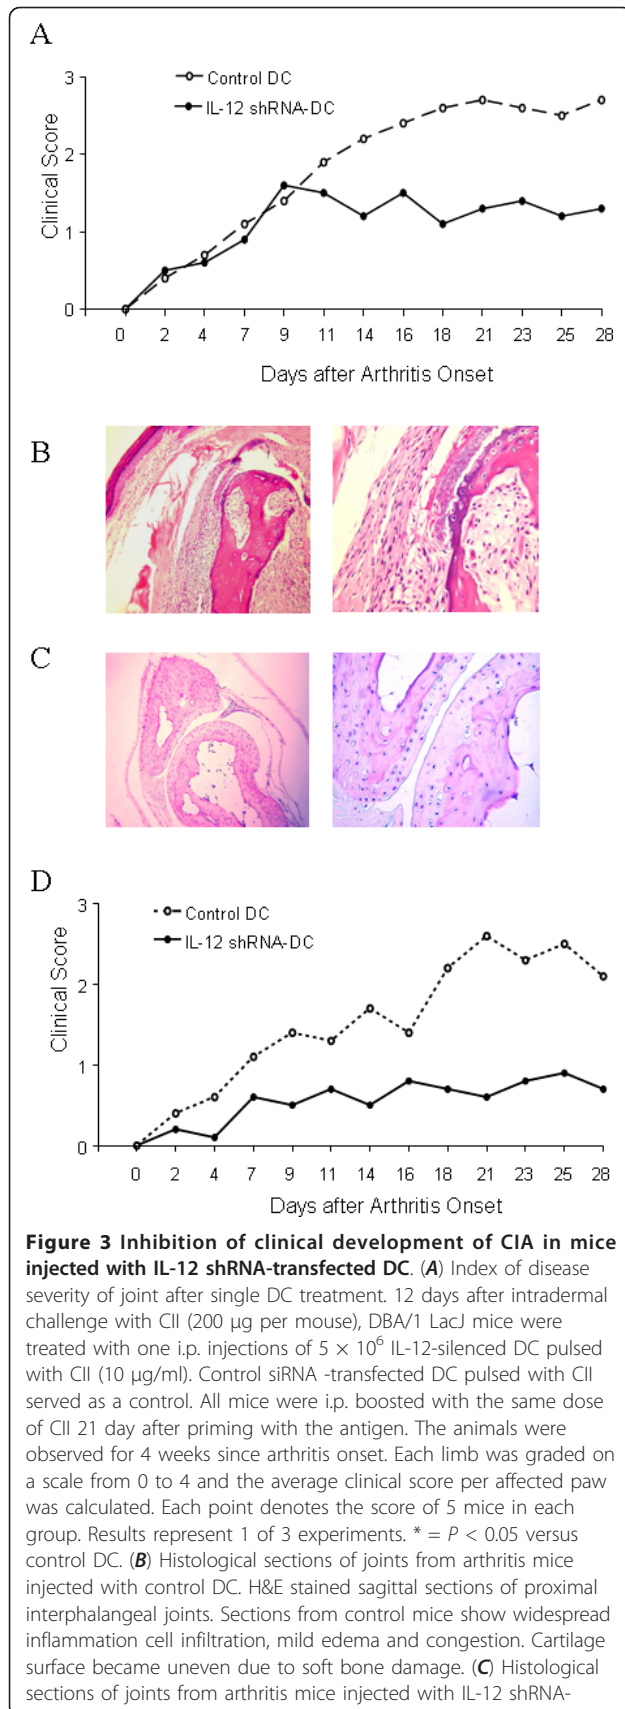 A
3
2
1
0
Clinical Score
Control DC
IL-12 shRNA-DC
0 2 4 7 9 11 14 16 18 21 23 25 28
Days after Arthritis Onset
B
C
D
3
2
1
0
Clinical Score
Control DC
IL-12 shRNA-DC
0 2 4 7 9 11 14 16 18 21 23 25 28
Days after Arthritis Onset
Figure 3 Inhibition of clinical development of CIA in mice
injected with IL-12 shRNA-transfected DC. (A) Index of disease
severity of joint after single DC treatment. 12 days after intradermal
challenge with CII (200 μg per mouse), DBA/1 LacJ mice were
treated with one i.p. injections of 5 × 10⁶ IL-12-silenced DC pulsed
with CII (10 μg/ml). Control siRNA -transfected DC pulsed with CII
served as a control. All mice were i.p. boosted with the same dose
of CII 21 day after priming with the antigen. The animals were
observed for 4 weeks since arthritis onset. Each limb was graded on
a scale from 0 to 4 and the average clinical score per affected paw
was calculated. Each point denotes the score of 5 mice in each
group. Results represent 1 of 3 experiments. * = P < 0.05 versus
control DC. (B) Histological sections of joints from arthritis mice
injected with control DC. H&E stained sagittal sections of proximal
interphalangeal joints. Sections from control mice show widespread
inflammation cell infiltration, mild edema and congestion. Cartilage
surface became uneven due to soft bone damage. (C) Histological
sections of joints from arthritis mice injected with IL-12 shRNA-